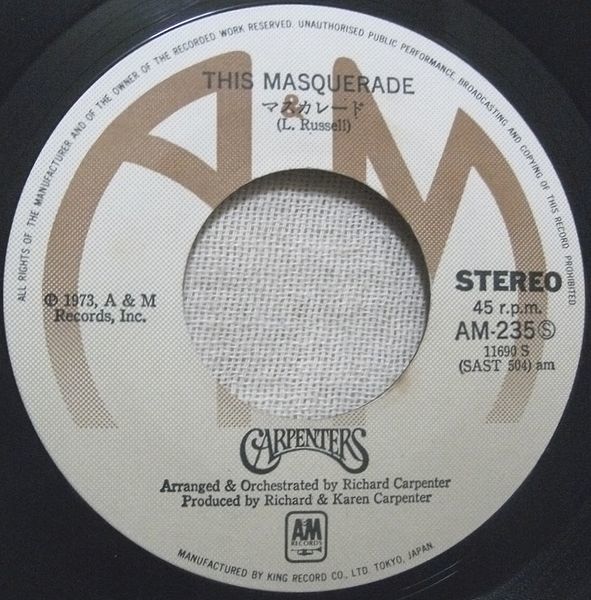 ALL RIGHTS OF THE MANUFACTURER AND OF THE OWNER OF THE RECORDED WORK RESERVED. UNAUTHORISED PUBLIC PERFORMANCE, BROADCASTING AND COPYING OF THIS RECORD PROHIBITED
A&M
THIS MASQUERADE
マスカレード
(L. Russell)
STEREO
℗ 1973, A & M
Records, Inc.
45 r.p.m.
AM-235Ⓢ
11690 S
(SAST 504) am
CARPENTERS
Arranged & Orchestrated by Richard Carpenter
Produced by Richard & Karen Carpenter
A&M
RECORDS
MANUFACTURED BY KING RECORD CO., LTD. TOKYO, JAPAN